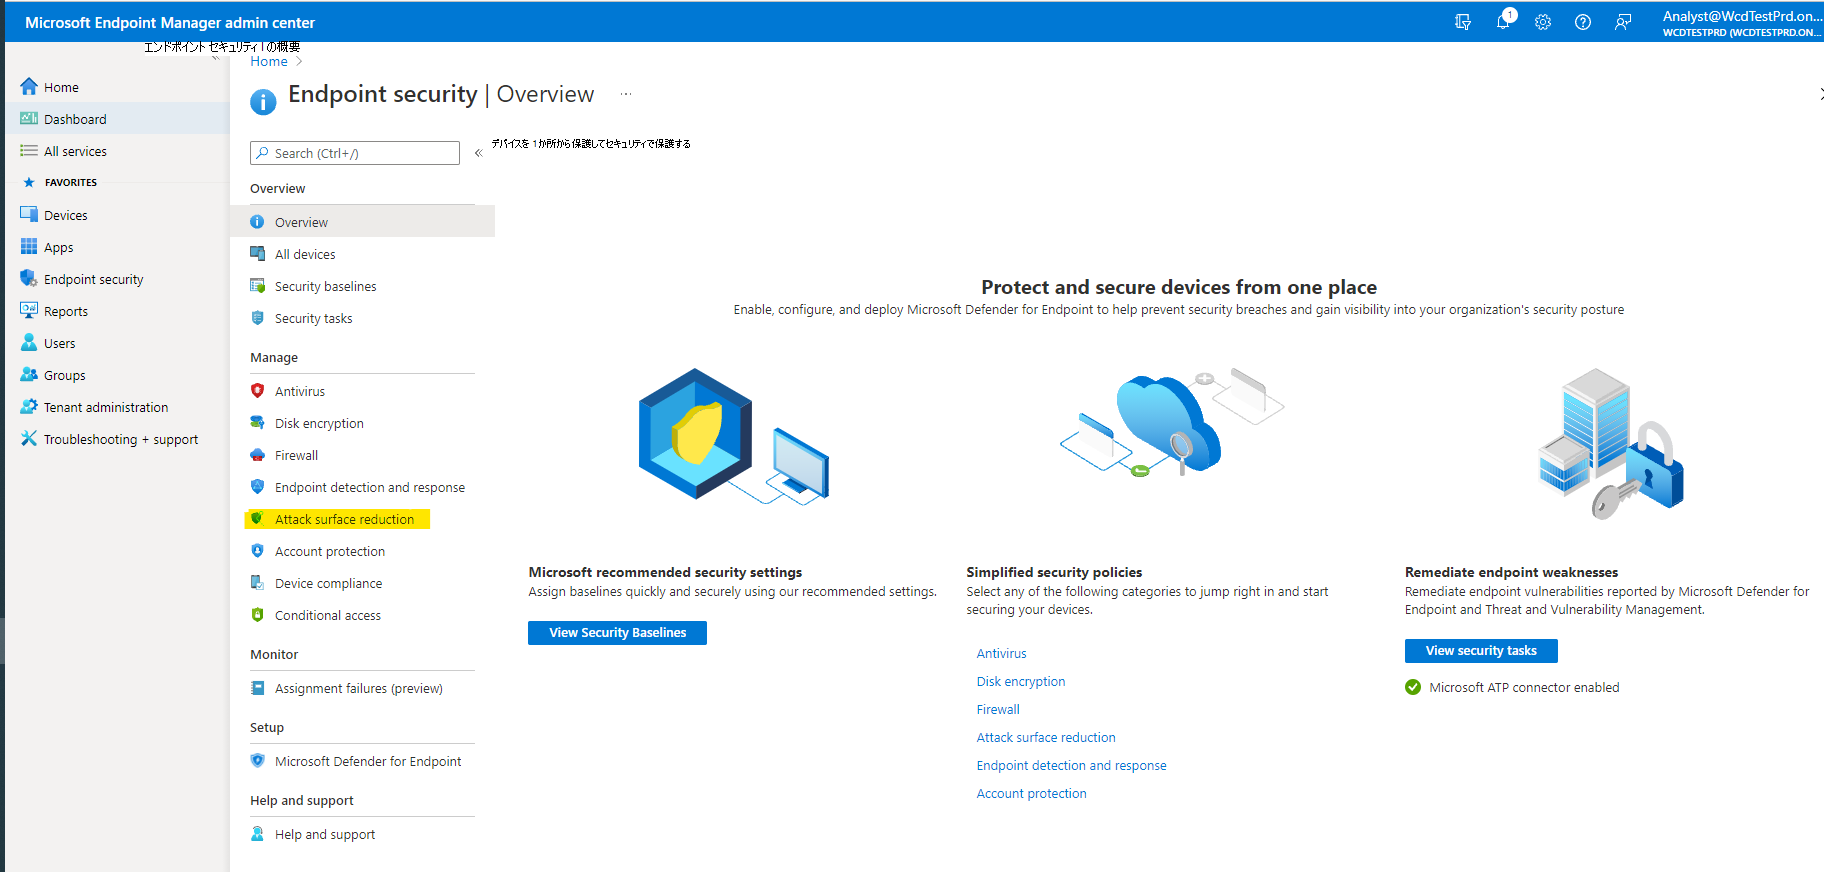 Microsoft Endpoint Manager admin center
1
Analyst@WcdTestPrd.on...
WCDTESTPRD (WCDTESTPRD.ON...
エンドポイント セキュリティ | の概要
Home
Home
Dashboard
All services
FAVORITES
Devices
Apps
Endpoint security
Reports
Users
Groups
Tenant administration
Troubleshooting + support
Endpoint security | Overview
...
Search (Ctrl+/)
デバイスを 1 か所から保護してセキュリティで保護する
Overview
Overview
All devices
Security baselines
Security tasks
Manage
Antivirus
Disk encryption
Firewall
Endpoint detection and response
Attack surface reduction
Account protection
Device compliance
Conditional access
Monitor
Assignment failures (preview)
Setup
Microsoft Defender for Endpoint
Help and support
Help and support
Protect and secure devices from one place
Enable, configure, and deploy Microsoft Defender for Endpoint to help prevent security breaches and gain visibility into your organization's security posture
Microsoft recommended security settings
Assign baselines quickly and securely using our recommended settings.
View Security Baselines
Simplified security policies
Select any of the following categories to jump right in and start
securing your devices.
Antivirus
Disk encryption
Firewall
Attack surface reduction
Endpoint detection and response
Account protection
Remediate endpoint weaknesses
Remediate endpoint vulnerabilities reported by Microsoft Defender for
Endpoint and Threat and Vulnerability Management.
View security tasks
Microsoft ATP connector enabled